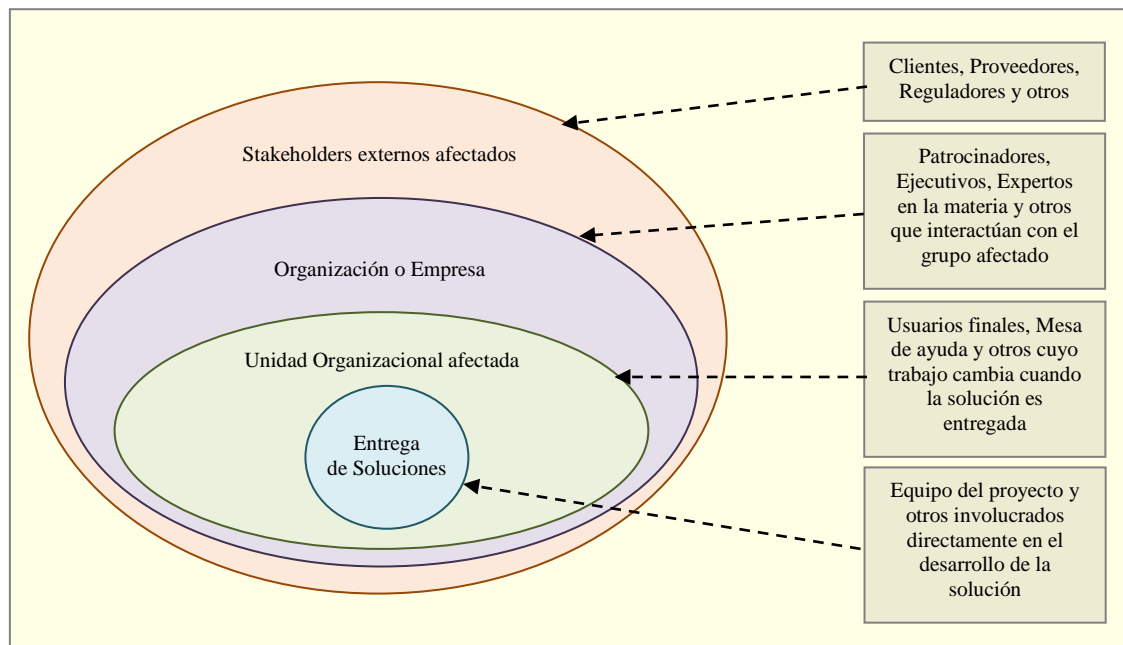 Stakeholders externos afectados
Organización o Empresa
Unidad Organizacional afectada
Entrega
de Soluciones
Clientes, Proveedores,
Reguladores y otros
Patrocinadores,
Ejecutivos, Expertos
en la materia y otros
que interactúan con el
grupo afectado
Usuarios finales, Mesa
de ayuda y otros cuyo
trabajo cambia cuando
la solución es
entregada
Equipo del proyecto y
otros involucrados
directamente en el
desarrollo de la
solución